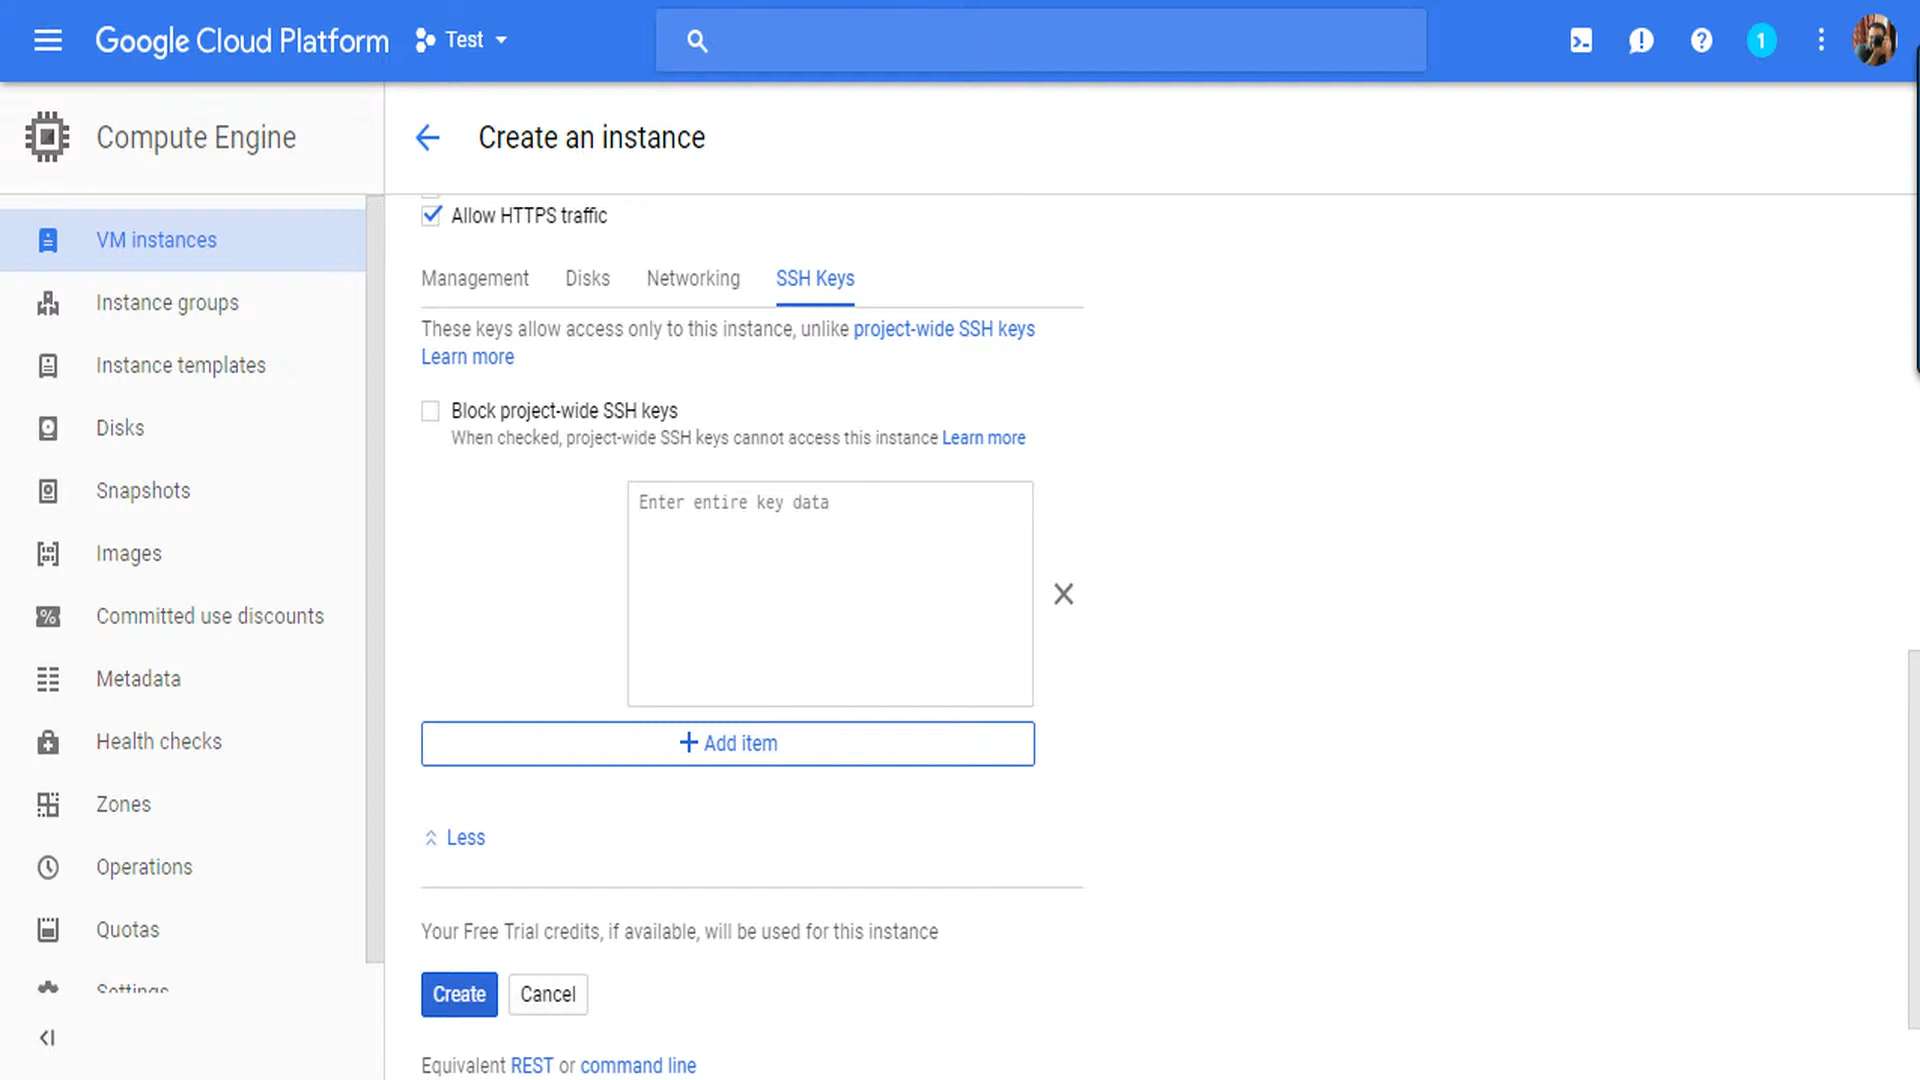 Google Cloud Platform
Test
1
Compute Engine
Create an instance
VM instances
Instance groups
Instance templates
Disks
Snapshots
Images
Committed use discounts
Metadata
Health checks
Zones
Operations
Quotas
Settings
Allow HTTPS traffic
Management Disks Networking SSH Keys
These keys allow access only to this instance, unlike project-wide SSH keys
Learn more
Block project-wide SSH keys
When checked, project-wide SSH keys cannot access this instance Learn more
Enter entire key data
Add item
Less
Your Free Trial credits, if available, will be used for this instance
Create Cancel
Equivalent REST or command line